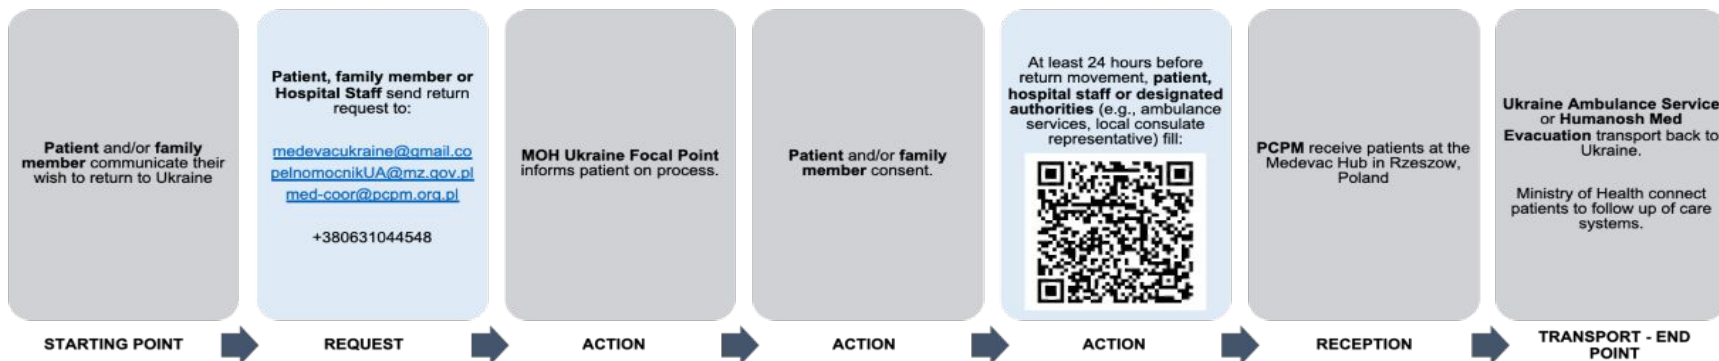 Patient and/or family
member communicate their
wish to return to Ukraine
Patient, family member or
Hospital Staff send return
request to:
medevacukraine@gmail.co
pelnomocnikUA@mz.gov.pl
med-coor@pcpm.org.pl
+380631044548
MOH Ukraine Focal Point
informs patient on process.
Patient and/or family
member consent.
At least 24 hours before
return movement, patient,
hospital staff or designated
authorities (e.g., ambulance
services, local consulate
representative) fill:
PCPM receive patients at the
Medevac Hub in Rzeszow,
Poland
Ukraine Ambulance Service
or Humanosh Med
Evacuation transport back to
Ukraine.
Ministry of Health connect
patients to follow up of care
systems.
STARTING POINT
REQUEST
ACTION
ACTION
ACTION
RECEPTION
TRANSPORT - END
POINT